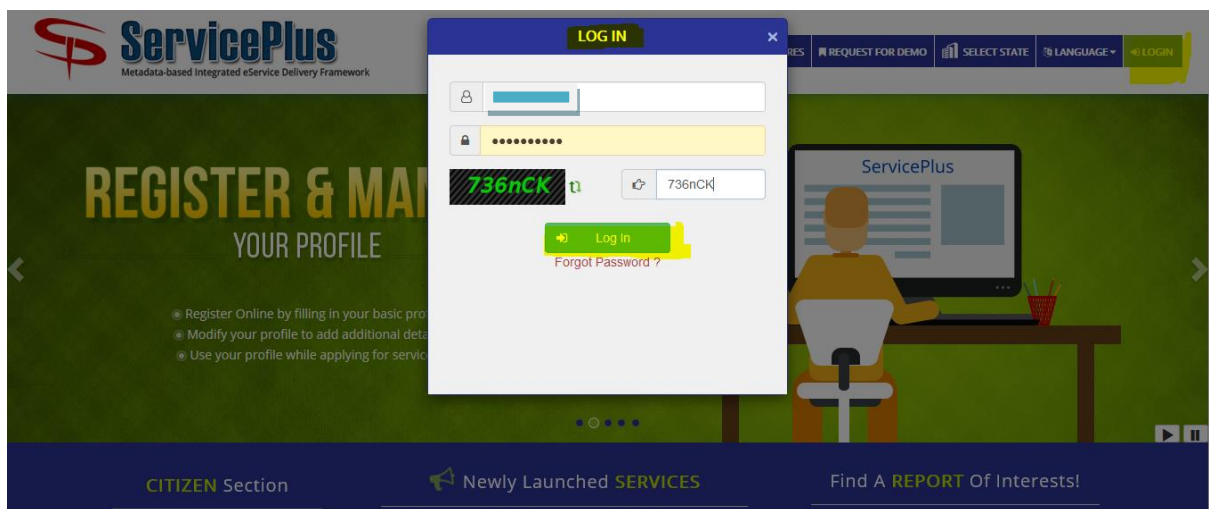 ServicePlus
Metadata-based Integrated eService Delivery Framework
RES REQUEST FOR DEMO SELECT STATE LANGUAGE LOGIN
LOG IN ×
••••••••••
736nCK 736nCK
Log In
Forgot Password ?
REGISTER & MA
YOUR PROFILE
Register Online by filling in your basic pro
Modify your profile to add additional deta
Use your profile while applying for servic
ServicePlus
CITIZEN Section
Newly Launched SERVICES
Find A REPORT Of Interests!